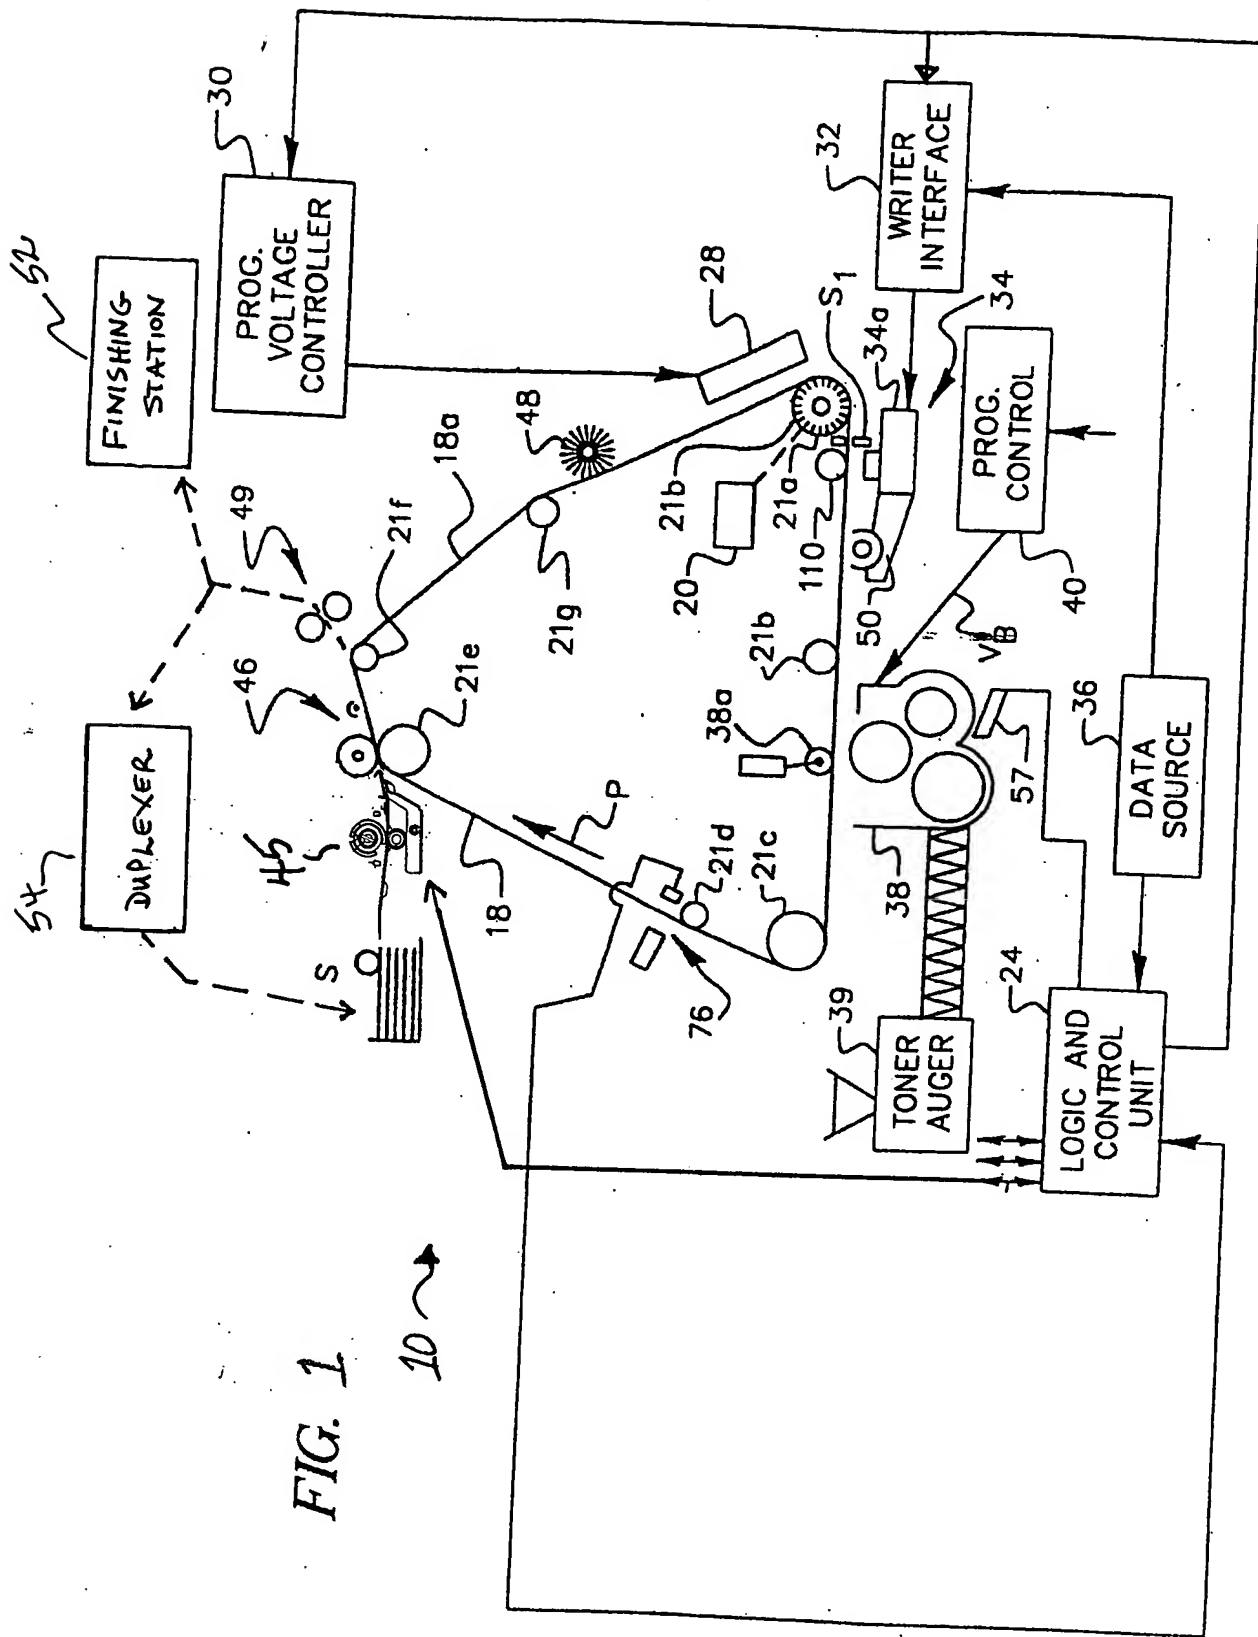 FIG. 1
10
52
FINISHING
STATION
30
PROG.
VOLTAGE
CONTROLLER
54
DUPLEXER
49
48
28
18a
21f
46
21g
21e
45
S
18
P
20
21b
21a
S1
110
34a
32
WRITER
INTERFACE
34
PROG.
CONTROL
40
50
VB
21b
38a
21d
21c
76
38
57
36
DATA
SOURCE
39
TONER
AUGER
24
LOGIC AND
CONTROL
UNIT